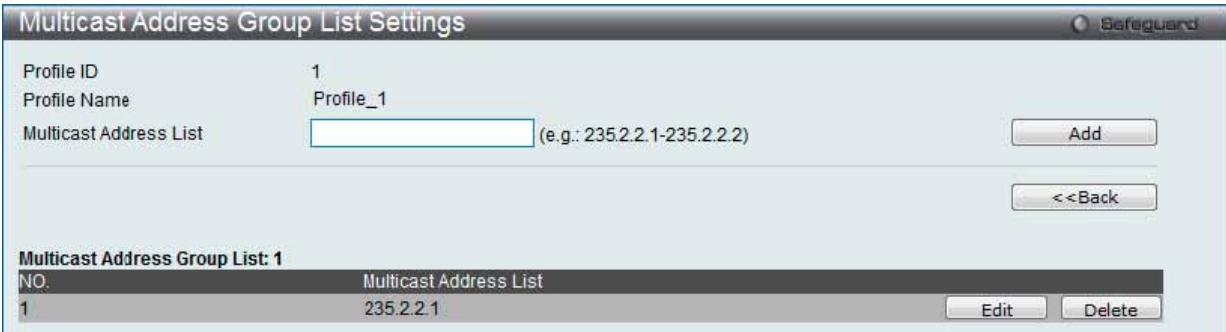 Multicast Address Group List Settings
Safeguard
Profile ID 1
Profile Name Profile_1
Multicast Address List (e.g.: 235.2.2.1-235.2.2.2) Add
<<Back
Multicast Address Group List: 1
NO. Multicast Address List
1 235.2.2.1 Edit Delete